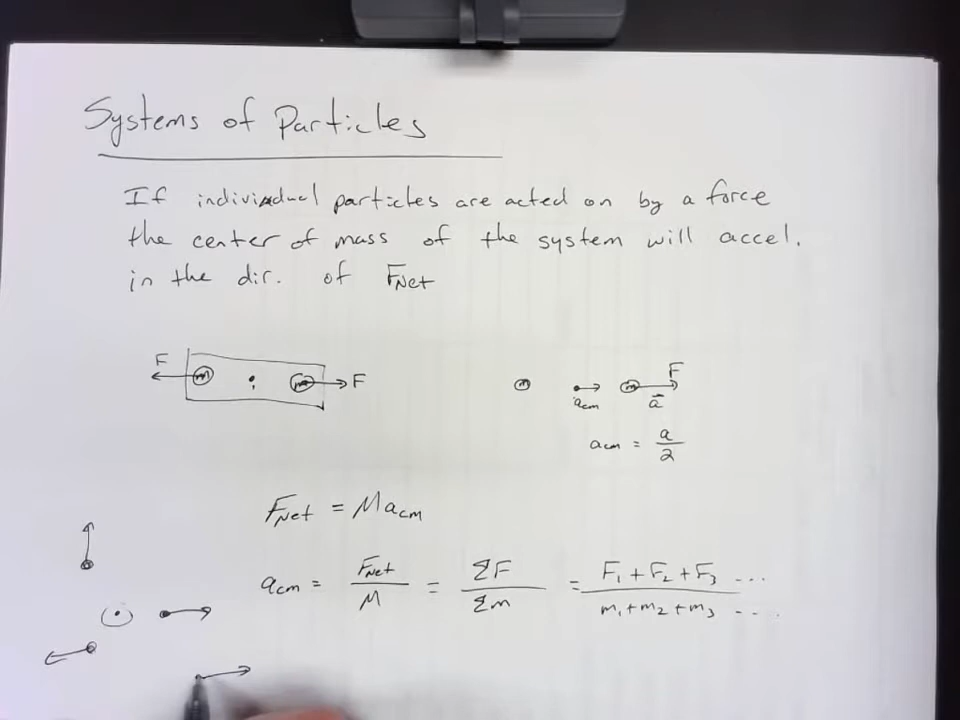 Systems of Particles
If individual particles are acted on by a force
the center of mass of the system will accel.
in the dir. of FNet
F m m F
m acm m F a
acm = a/2
FNet = Macm
acm = FNet/M = ΣF/Σm = F1 + F2 + F3 .../m1 + m2 + m3 ....